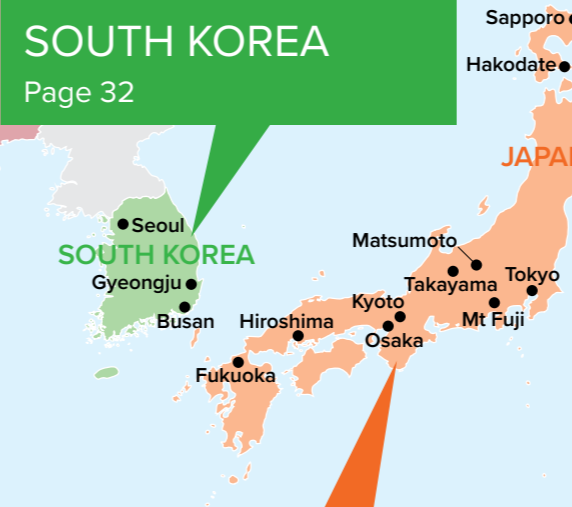 SOUTH KOREA
Page 32
Sapporo
Hakodate
JAPA
Seoul
SOUTH KOREA
Matsumoto
Gyeongju
Takayama
Tokyo
Kyoto
Busan
Hiroshima
Mt Fuji
Osaka
Fukuoka